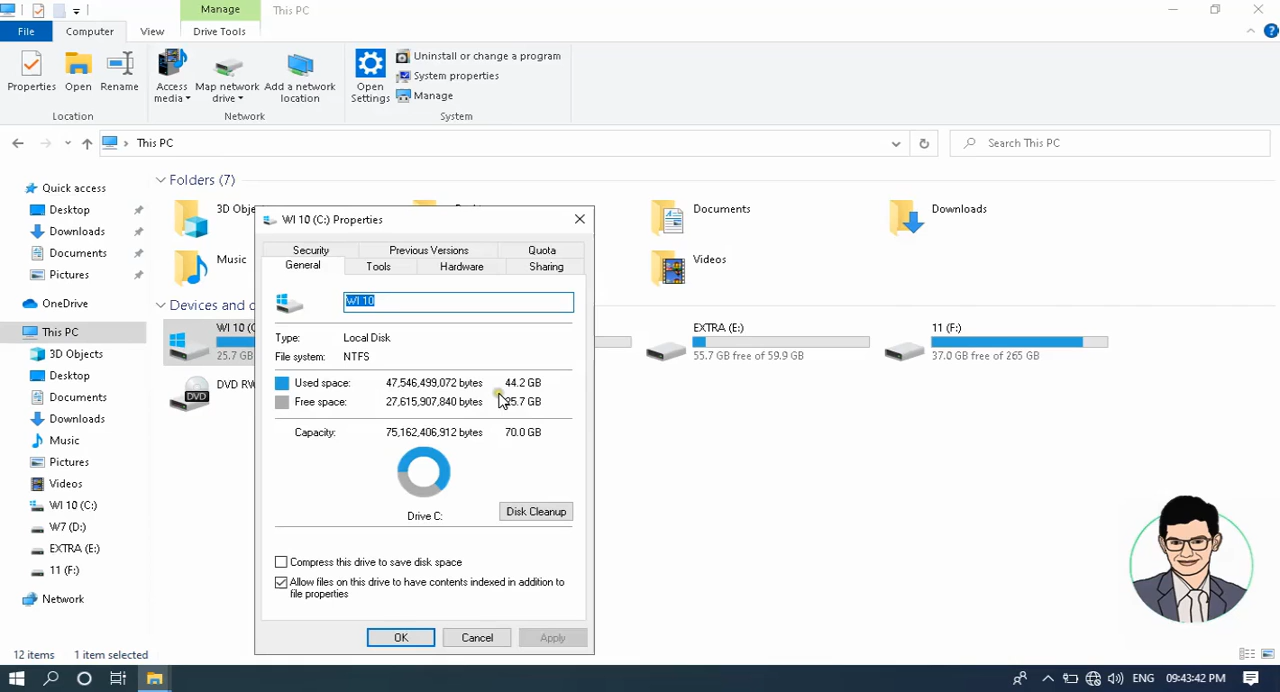 Manage
This PC
File
Computer
View
Drive Tools
Properties
Open
Rename
Access media
Map network drive
Add a network location
Open Settings
Uninstall or change a program
System properties
Manage
Location
Network
System
This PC
Search This PC
Quick access
Desktop
Downloads
Documents
Pictures
OneDrive
This PC
3D Objects
Desktop
Documents
Downloads
Music
Pictures
Videos
WI 10 (C:)
W7 (D:)
EXTRA (E:)
11 (F:)
Network
Folders (7)
3D Obje
Documents
Downloads
Music
Videos
Devices and d
WI 10 (C
25.7 GB
EXTRA (E:)
55.7 GB free of 59.9 GB
11 (F:)
37.0 GB free of 265 GB
DVD RW
DVD
WI 10 (C:) Properties
Security
Previous Versions
Quota
General
Tools
Hardware
Sharing
WI 10
Type: Local Disk
File system: NTFS
Used space: 47,546,499,072 bytes 44.2 GB
Free space: 27,615,907,840 bytes 25.7 GB
Capacity: 75,162,406,912 bytes 70.0 GB
Drive C:
Disk Cleanup
Compress this drive to save disk space
Allow files on this drive to have contents indexed in addition to
file properties
OK
Cancel
Apply
12 items
1 item selected
ENG
09:43:42 PM